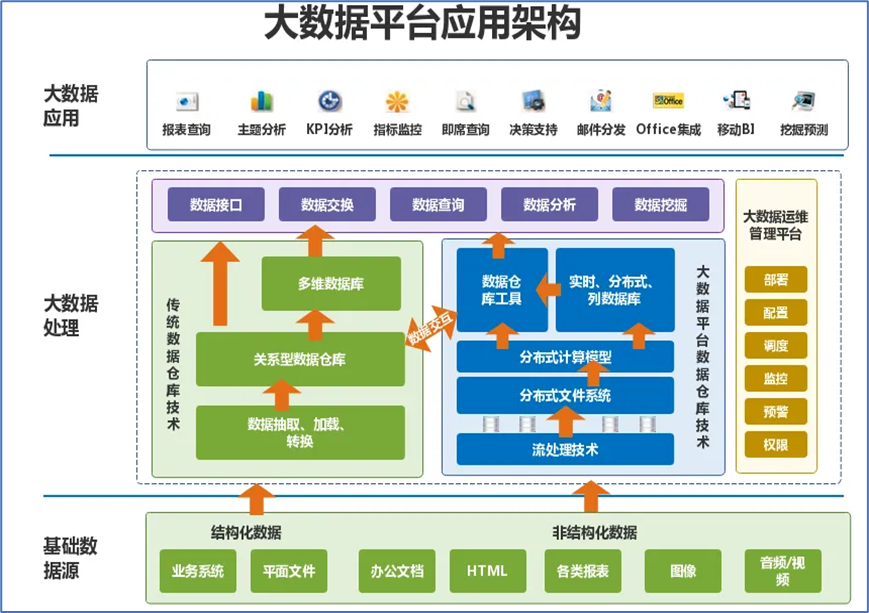 大数据平台应用架构
大数据
应用
报表查询
主题分析
KPI分析
指标监控
即席查询
决策支持
邮件分发
Office
Office集成
移动BI
挖掘预测
大数据
处理
数据接口
数据交换
数据查询
数据分析
数据挖掘
传统数据仓库技术
多维数据库
关系型数据仓库
数据抽取、加载、
转换
数据交互
数据仓
库工具
实时、分布式、
列数据库
分布式计算模型
分布式文件系统
流处理技术
大数据平台数据仓库技术
大数据运维
管理平台
部署
配置
调度
监控
预警
权限
基础数
据源
结构化数据
非结构化数据
业务系统
平面文件
办公文档
HTML
各类报表
图像
音频/视
频